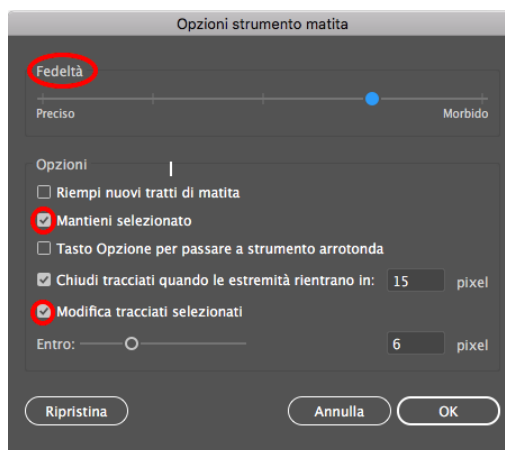 Opzioni strumento matita
Fedeltà
Preciso Morbido
Opzioni
Riempi nuovi tratti di matita
Mantieni selezionato
Tasto Opzione per passare a strumento arrotonda
Chiudi tracciati quando le estremità rientrano in: 15 pixel
Modifica tracciati selezionati
Entro: 6 pixel
Ripristina Annulla OK